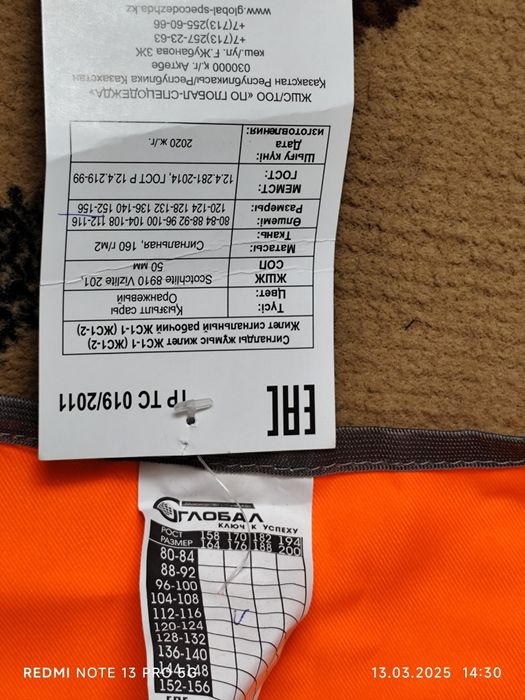 EAC
ТР ТС 019/2011
Сигналды жумыс жилет ЖС1-1 (ЖС1-2)
Жилет сигнальный рабочий ЖС1-1 (ЖС1-2)
Түсі: Қызғылт сары
Цвет: Оранжевый
ЖШЖ Scotchlite 8910 Vizlite 201,
СОП 50 мм
Матасы:
Ткань: Сигнальная, 160 г/м2
Өлшемі: 80-84 88-92 96-100 104-108 112-116
Размеры: 120-124 128-132 136-140 152-156
МЕМСТ:
ГОСТ: 12.4.281-2014, ГОСТ Р 12.4.219-99
Шығу күні:
Дата
изготовления: 2020 ж./г.
ЖШС/ТОО «ПО ГЛОБАЛ-СПЕЦОДЕЖДА»
Қазақстан Республикасы/Республика Казахстан
030000 қ./г. Актөбе
көш./ул. Ғ.Жубанова 3Ж
+7(713)257-23-63
+7(713)255-60-66
www.global-specodezhda.kz
ГЛОБАЛ
КЛЮЧ К УСПЕХУ
РОСТ 158 170 182 194
РАЗМЕР 164 176 188 200
80-84
88-92
96-100
104-108
112-116
120-124
128-132
136-140
144-148
152-156
REDMI NOTE 13 PRO 5G
13.03.2025 14:30